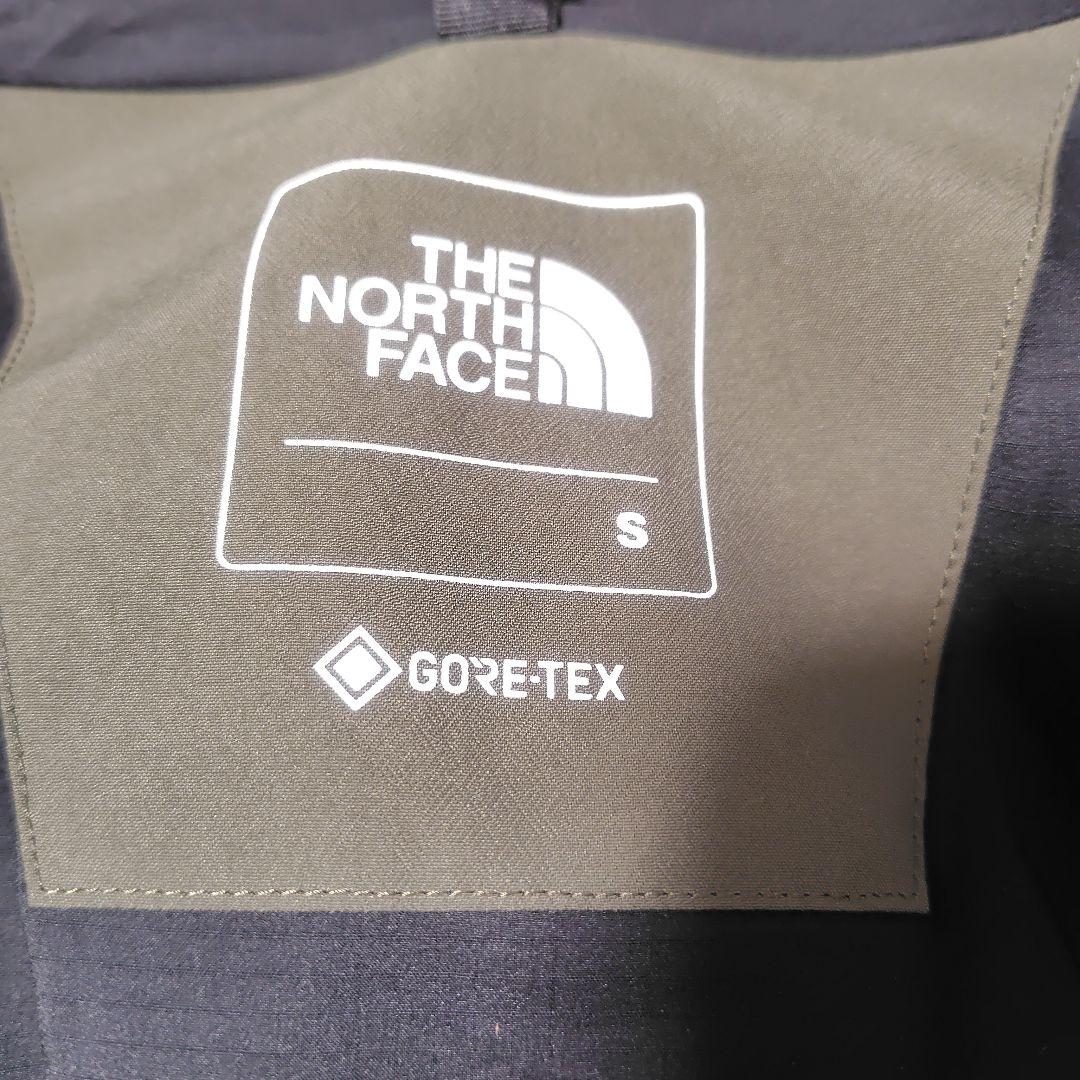 THE
NORTH
FACE
S
GORE-TEX